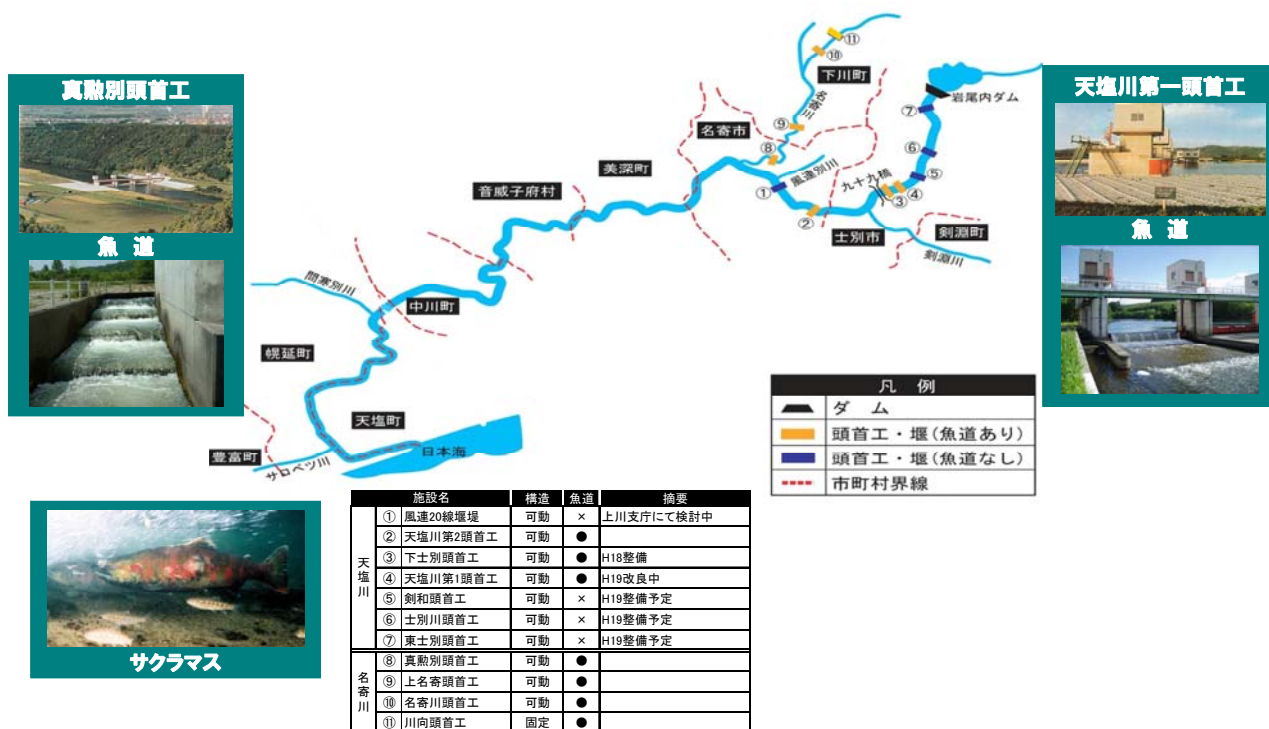 真勲別頭首工
魚道
サクラマス
⑪
⑩
下川町
岩尾内ダム
⑦
名寄川
⑨
名寄市
⑥
⑧
美深町
風連別川
⑤
九十九橋
①
④
③
音威子府村
②
士別市
剣淵町
剣淵川
問寒別川
中川町
幌延町
天塩町
日本海
豊富町
サロベツ川
天塩川第一頭首工
魚道
凡 例
ダ ム
頭首工・堰(魚道あり)
頭首工・堰(魚道なし)
市町村界線
施設名 構造 魚道 摘要
天塩川
① 風連20線堰堤 可動 × 上川支庁にて検討中
② 天塩川第2頭首工 可動 ●
③ 下士別頭首工 可動 ● H18整備
④ 天塩川第1頭首工 可動 ● H19改良中
⑤ 剣和頭首工 可動 × H19整備予定
⑥ 士別川頭首工 可動 × H19整備予定
⑦ 東士別頭首工 可動 × H19整備予定
名寄川
⑧ 真勲別頭首工 可動 ●
⑨ 上名寄頭首工 可動 ●
⑩ 名寄川頭首工 可動 ●
⑪ 川向頭首工 固定 ●